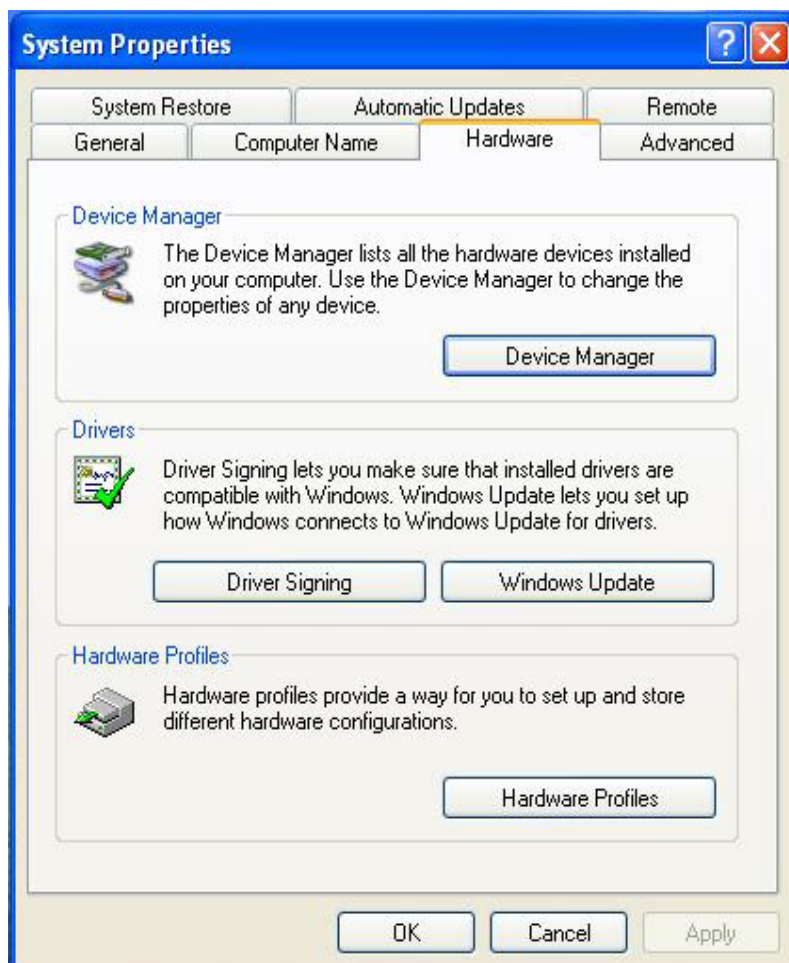 System Properties
System Restore
Automatic Updates
Remote
General
Computer Name
Hardware
Advanced
Device Manager
The Device Manager lists all the hardware devices installed
on your computer. Use the Device Manager to change the
properties of any device.
Device Manager
Drivers
Driver Signing lets you make sure that installed drivers are
compatible with Windows. Windows Update lets you set up
how Windows connects to Windows Update for drivers.
Driver Signing
Windows Update
Hardware Profiles
Hardware profiles provide a way for you to set up and store
different hardware configurations.
Hardware Profiles
OK
Cancel
Apply